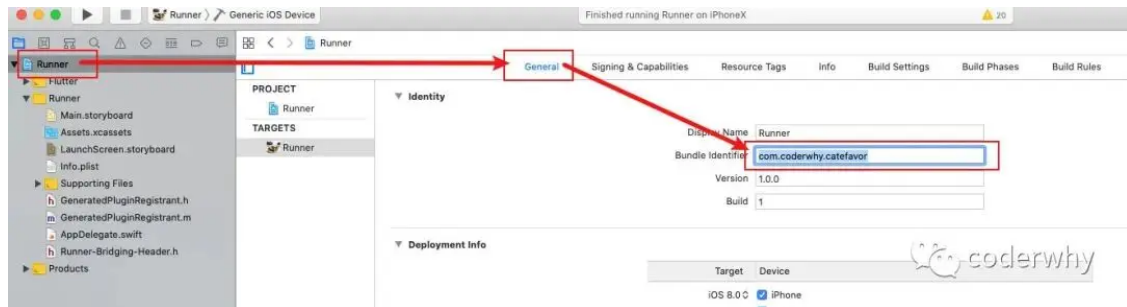 Runner Generic iOS Device
Finished running Runner on iPhoneX
20
Runner
Runner
General
Signing & Capabilities
Resource Tags
Info
Build Settings
Build Phases
Build Rules
Flutter
Runner
Main.storyboard
Assets.xcassets
LaunchScreen.storyboard
Info.plist
Supporting Files
GeneratedPluginRegistrant.h
GeneratedPluginRegistrant.m
AppDelegate.swift
Runner-Bridging-Header.h
Products
PROJECT
Runner
TARGETS
Runner
Identity
Display Name Runner
Bundle Identifier com.coderwhy.catefavor
Version 1.0.0
Build 1
Deployment Info
Target Device
iOS 8.0 iPhone
coderwhy